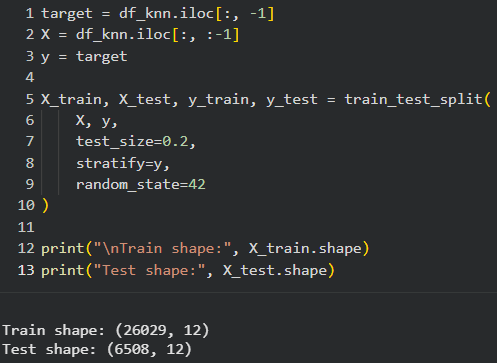 1 target = df_knn.iloc[:, -1]
2 X = df_knn.iloc[:, :-1]
3 y = target
4
5 X_train, X_test, y_train, y_test = train_test_split(
6     X, y,
7     test_size=0.2,
8     stratify=y,
9     random_state=42
10 )
11
12 print("\nTrain shape:", X_train.shape)
13 print("Test shape:", X_test.shape)
Train shape: (26029, 12)
Test shape: (6508, 12)